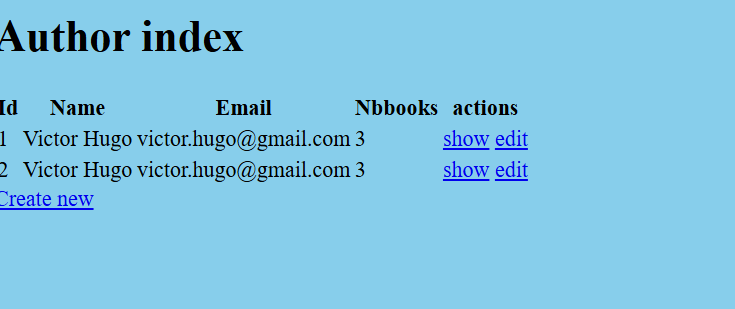 Author index
Id Name Email Nbbooks actions
1 Victor Hugo victor.hugo@gmail.com 3 show edit
2 Victor Hugo victor.hugo@gmail.com 3 show edit
Create new